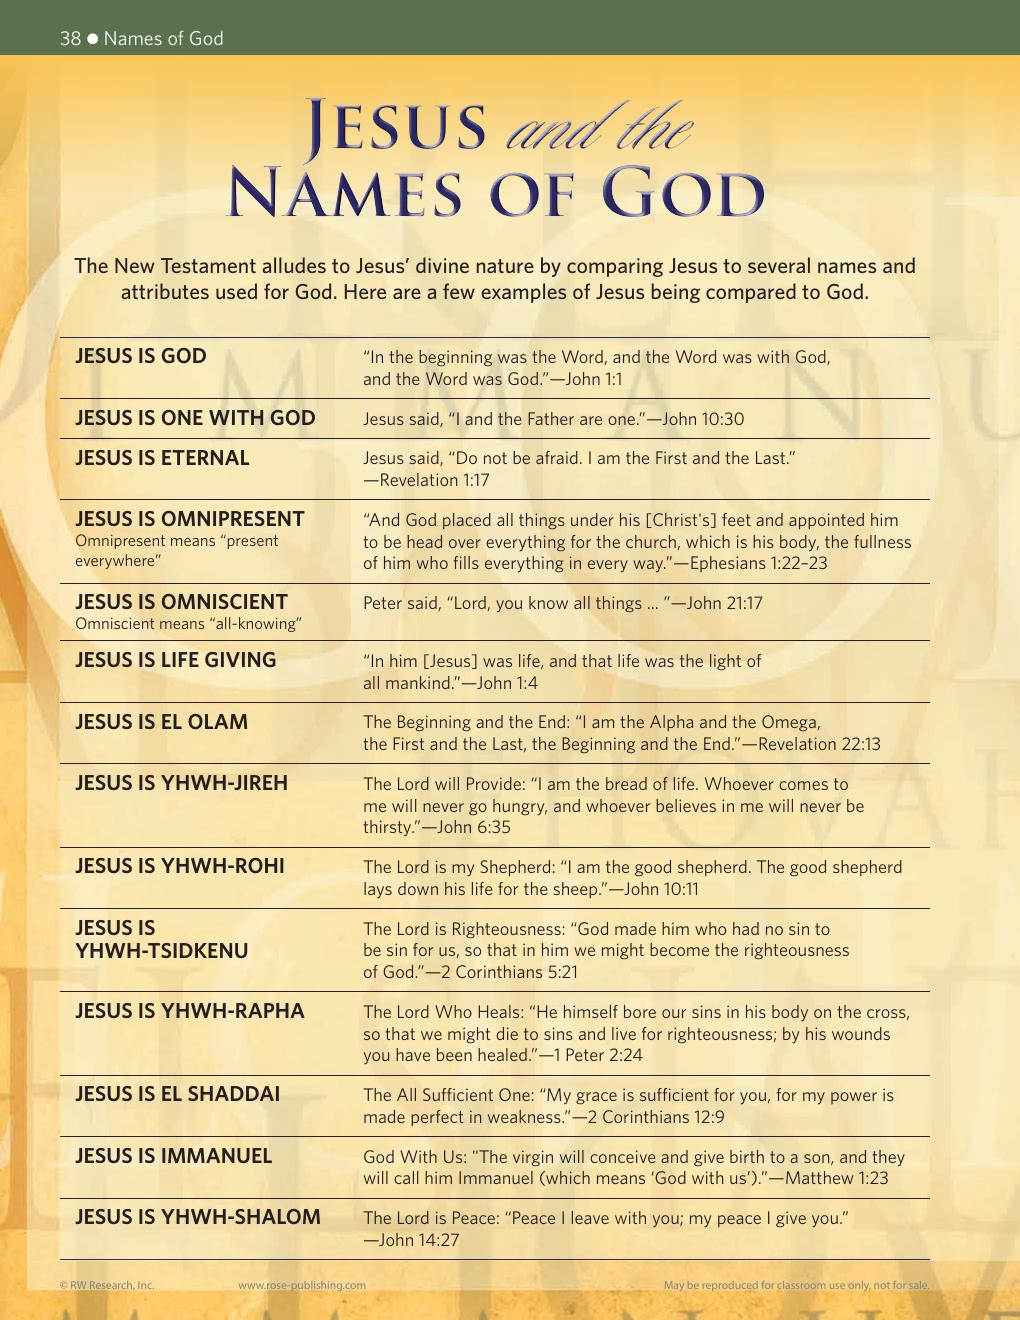 38 ● Names of God
JESUS and the
NAMES OF GOD
The New Testament alludes to Jesus’ divine nature by comparing Jesus to several names and
attributes used for God. Here are a few examples of Jesus being compared to God.
JESUS IS GOD
“In the beginning was the Word, and the Word was with God,
and the Word was God.”—John 1:1
JESUS IS ONE WITH GOD
Jesus said, “I and the Father are one.”—John 10:30
JESUS IS ETERNAL
Jesus said, “Do not be afraid. I am the First and the Last.”
—Revelation 1:17
JESUS IS OMNIPRESENT
Omnipresent means “present
everywhere”
“And God placed all things under his [Christ's] feet and appointed him
to be head over everything for the church, which is his body, the fullness
of him who fills everything in every way.”—Ephesians 1:22–23
JESUS IS OMNISCIENT
Omniscient means “all-knowing”
Peter said, “Lord, you know all things ... ”—John 21:17
JESUS IS LIFE GIVING
“In him [Jesus] was life, and that life was the light of
all mankind.”—John 1:4
JESUS IS EL OLAM
The Beginning and the End: “I am the Alpha and the Omega,
the First and the Last, the Beginning and the End.”—Revelation 22:13
JESUS IS YHWH-JIREH
The Lord will Provide: “I am the bread of life. Whoever comes to
me will never go hungry, and whoever believes in me will never be
thirsty.”—John 6:35
JESUS IS YHWH-ROHI
The Lord is my Shepherd: “I am the good shepherd. The good shepherd
lays down his life for the sheep.”—John 10:11
JESUS IS
YHWH-TSIDKENU
The Lord is Righteousness: “God made him who had no sin to
be sin for us, so that in him we might become the righteousness
of God.”—2 Corinthians 5:21
JESUS IS YHWH-RAPHA
The Lord Who Heals: “He himself bore our sins in his body on the cross,
so that we might die to sins and live for righteousness; by his wounds
you have been healed.”—1 Peter 2:24
JESUS IS EL SHADDAI
The All Sufficient One: “My grace is sufficient for you, for my power is
made perfect in weakness.”—2 Corinthians 12:9
JESUS IS IMMANUEL
God With Us: "The virgin will conceive and give birth to a son, and they
will call him Immanuel (which means ‘God with us’).”—Matthew 1:23
JESUS IS YHWH-SHALOM
The Lord is Peace: “Peace I leave with you; my peace I give you.”
—John 14:27
© RW Research, Inc.
www.rose-publishing.com
May be reproduced for classroom use only, not for sale.